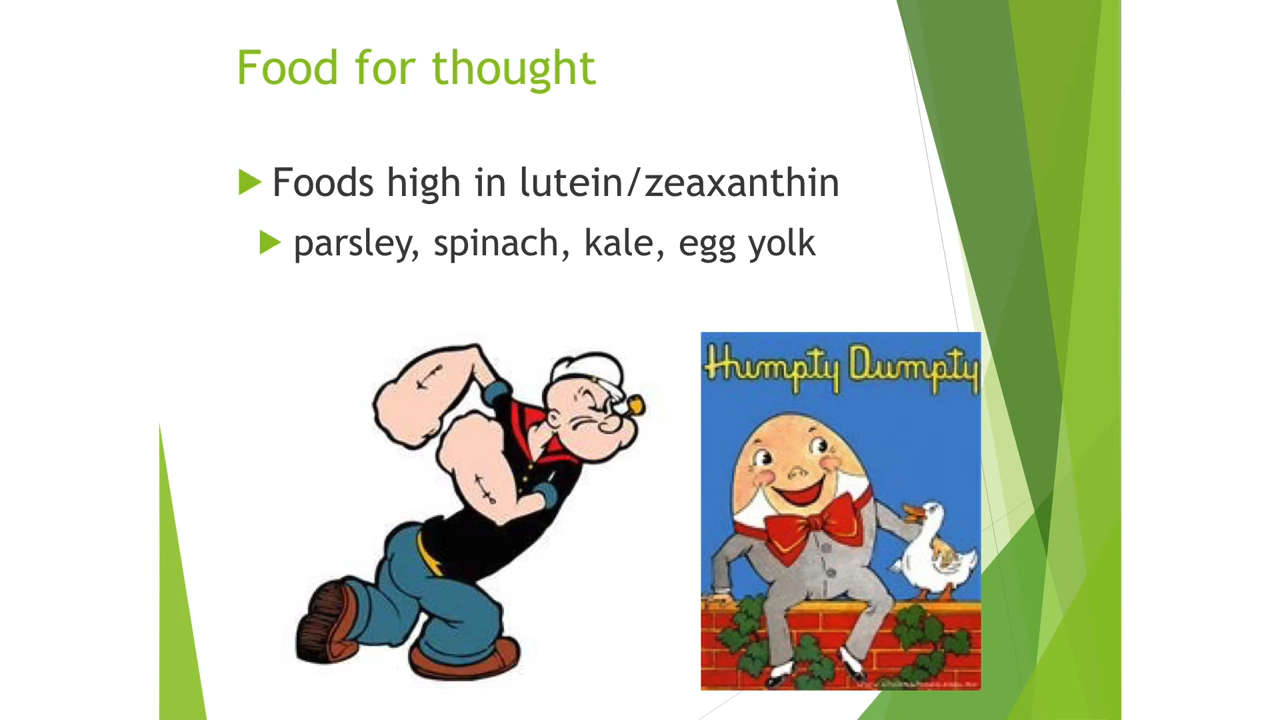 Food for thought
Foods high in lutein/zeaxanthin
parsley, spinach, kale, egg yolk
Humpty Dumpty